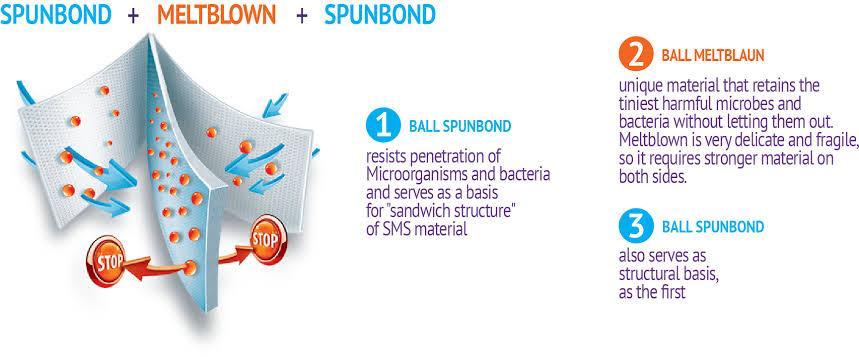 SPUNBOND + MELTBLOWN + SPUNBOND
STOP
STOP
1 BALL SPUNBOND
resists penetration of
Microorganisms and bacteria
and serves as a basis
for "sandwich structure"
of SMS material
2 BALL MELTBLAUN
unique material that retains the
tiniest harmful microbes and
bacteria without letting them out.
Meltblown is very delicate and fragile,
so it requires stronger material on
both sides.
3 BALL SPUNBOND
also serves as
structural basis,
as the first